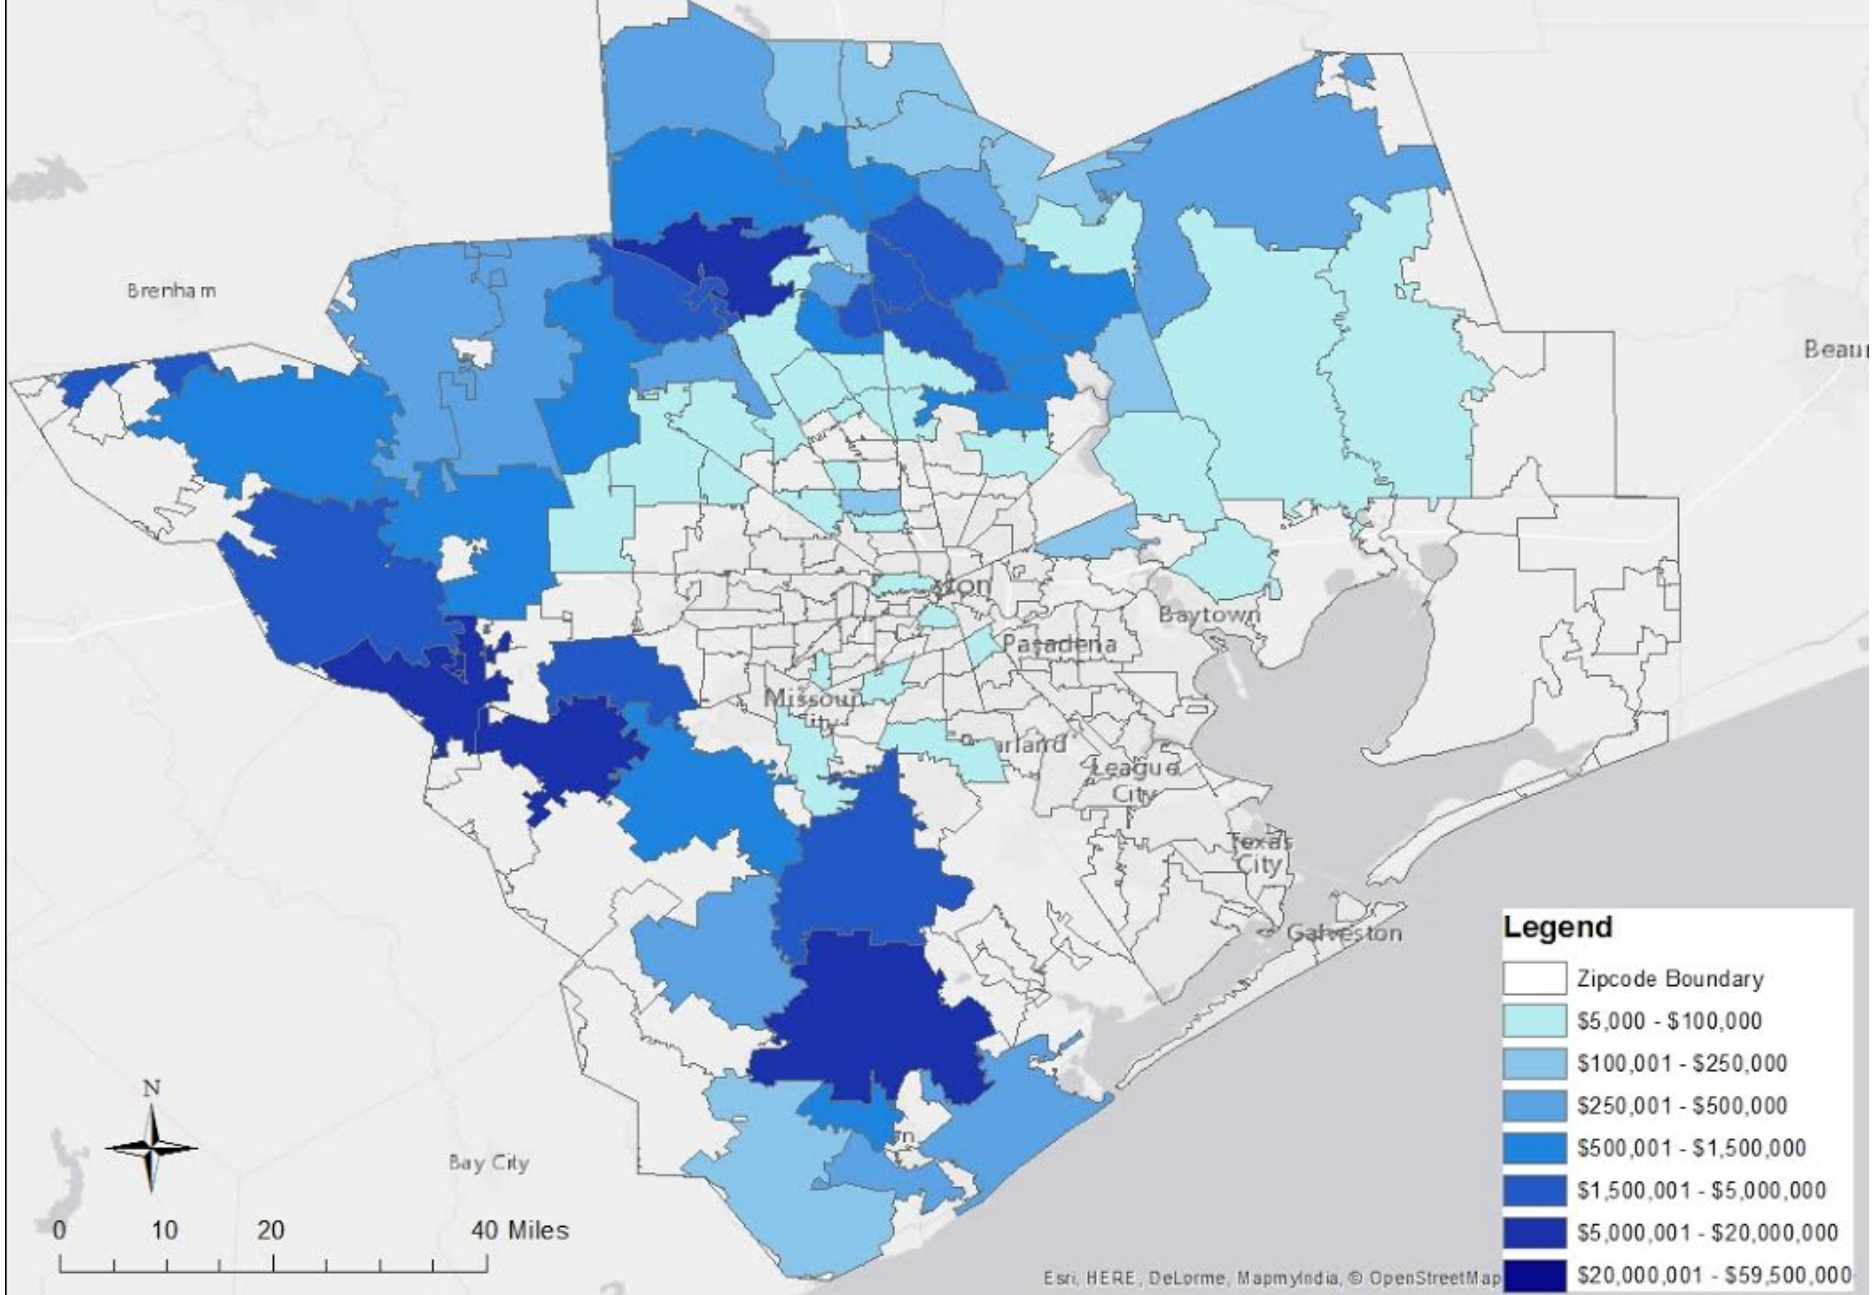 Brenham
Beau
ston
Baytown
Pasadena
Missour
City
arland
League
City
Texas
City
Galveston
Bay City
N
0 10 20 40 Miles
Esri, HERE, DeLorme, MapmyIndia, © OpenStreetMap
Legend
Zipcode Boundary
$5,000 - $100,000
$100,001 - $250,000
$250,001 - $500,000
$500,001 - $1,500,000
$1,500,001 - $5,000,000
$5,000,001 - $20,000,000
$20,000,001 - $59,500,000